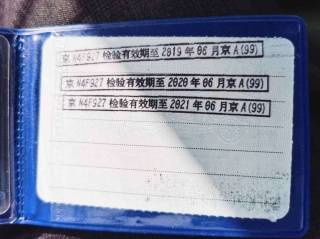 京 N4F927 检验有效期至 2019 年 06 月京 A(99)
京 N4F927 检验有效期至 2020 年 06 月京 A(99)
京 N4F927 检验有效期至 2021 年 06 月京 A(99)